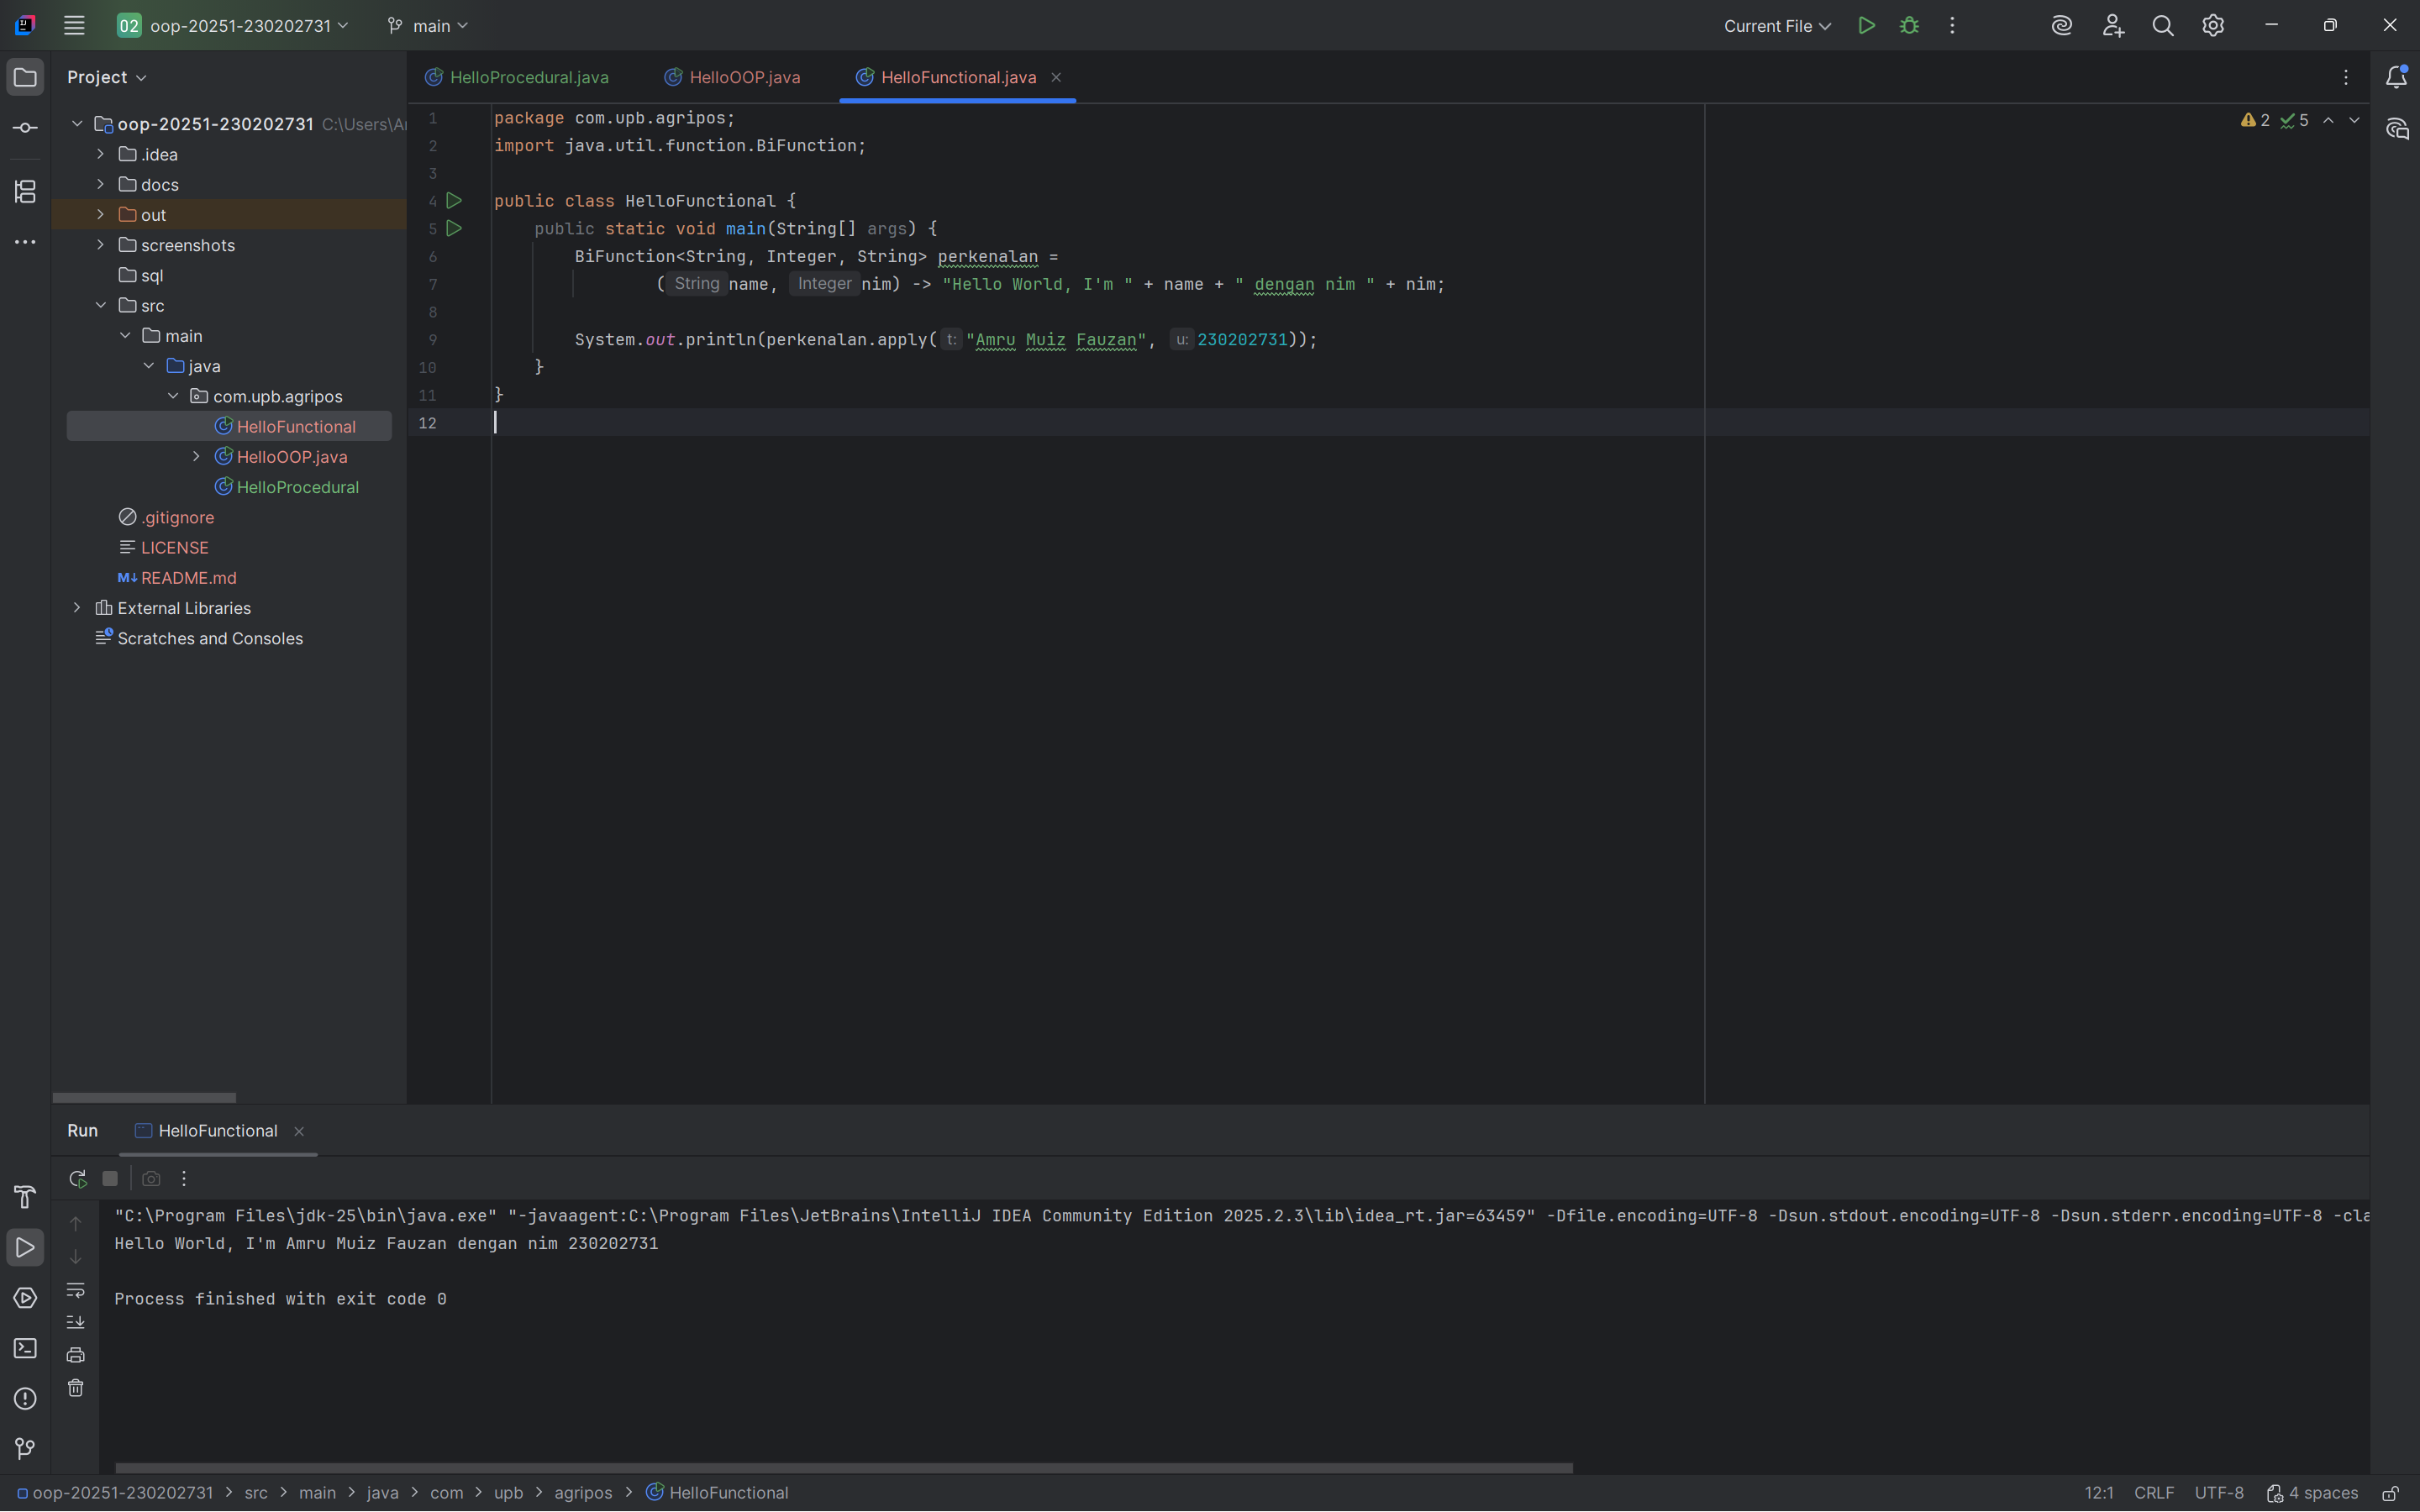 02 oop-20251-230202731 main Current File
Project
HelloProcedural.java HelloOOP.java HelloFunctional.java
oop-20251-230202731 C:\Users\A
.idea
docs
out
screenshots
sql
src
main
java
com.upb.agripos
HelloFunctional
HelloOOP.java
HelloProcedural
.gitignore
LICENSE
README.md
External Libraries
Scratches and Consoles
2 5
1 package com.upb.agripos;
2 import java.util.function.BiFunction;
3
4 public class HelloFunctional {
5 public static void main(String[] args) {
6 BiFunction<String, Integer, String> perkenalan =
7 ( String name, Integer nim) -> "Hello World, I'm " + name + " dengan nim " + nim;
8
9 System.out.println(perkenalan.apply( t: "Amru Muiz Fauzan", u: 230202731));
10 }
11 }
12
Run HelloFunctional
"C:\Program Files\jdk-25\bin\java.exe" "-javaagent:C:\Program Files\JetBrains\IntelliJ IDEA Community Edition 2025.2.3\lib\idea_rt.jar=63459" -Dfile.encoding=UTF-8 -Dsun.stdout.encoding=UTF-8 -Dsun.stderr.encoding=UTF-8 -cla
Hello World, I'm Amru Muiz Fauzan dengan nim 230202731
Process finished with exit code 0
oop-20251-230202731 > src > main > java > com > upb > agripos > HelloFunctional 12:1 CRLF UTF-8 4 spaces